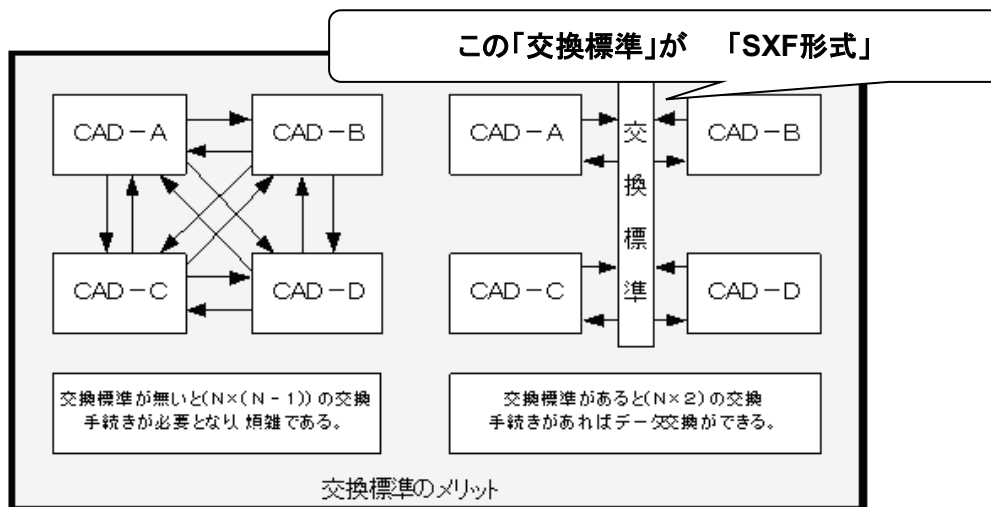 この「交換標準」が　「SXF形式」
CAD－A
CAD－B
CAD－C
CAD－D
CAD－A
CAD－B
交換標準
CAD－C
CAD－D
交換標準が無いと(N×(N－1))の交換
手続きが必要となり、煩雑である。
交換標準があると(N×2)の交換
手続きがあればデータ交換ができる。
交換標準のメリット